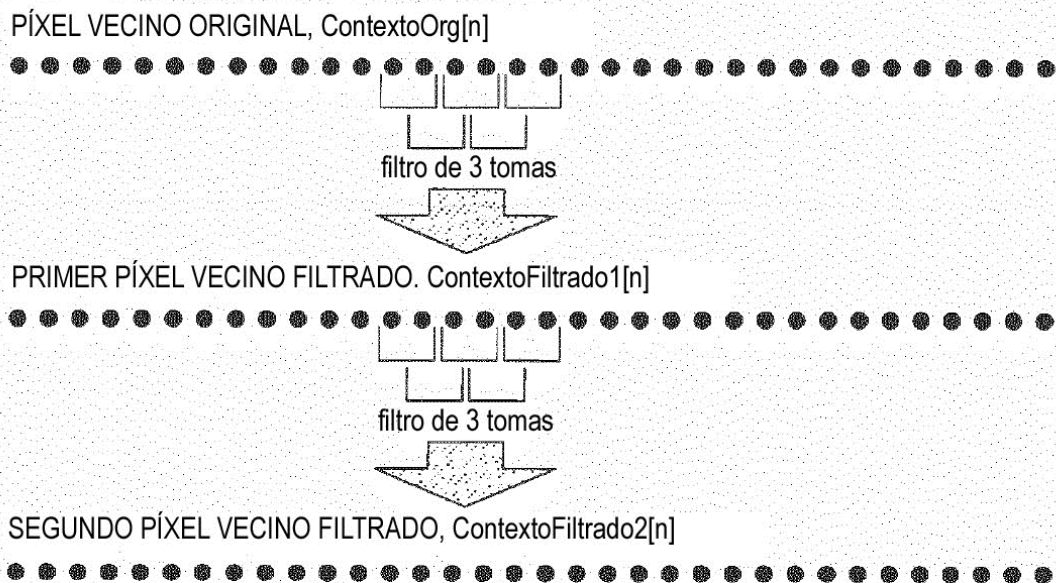 PÍXEL VECINO ORIGINAL, ContextoOrg[n]
filtro de 3 tomas
PRIMER PÍXEL VECINO FILTRADO. ContextoFiltrado1[n]
filtro de 3 tomas
SEGUNDO PÍXEL VECINO FILTRADO, ContextoFiltrado2[n]